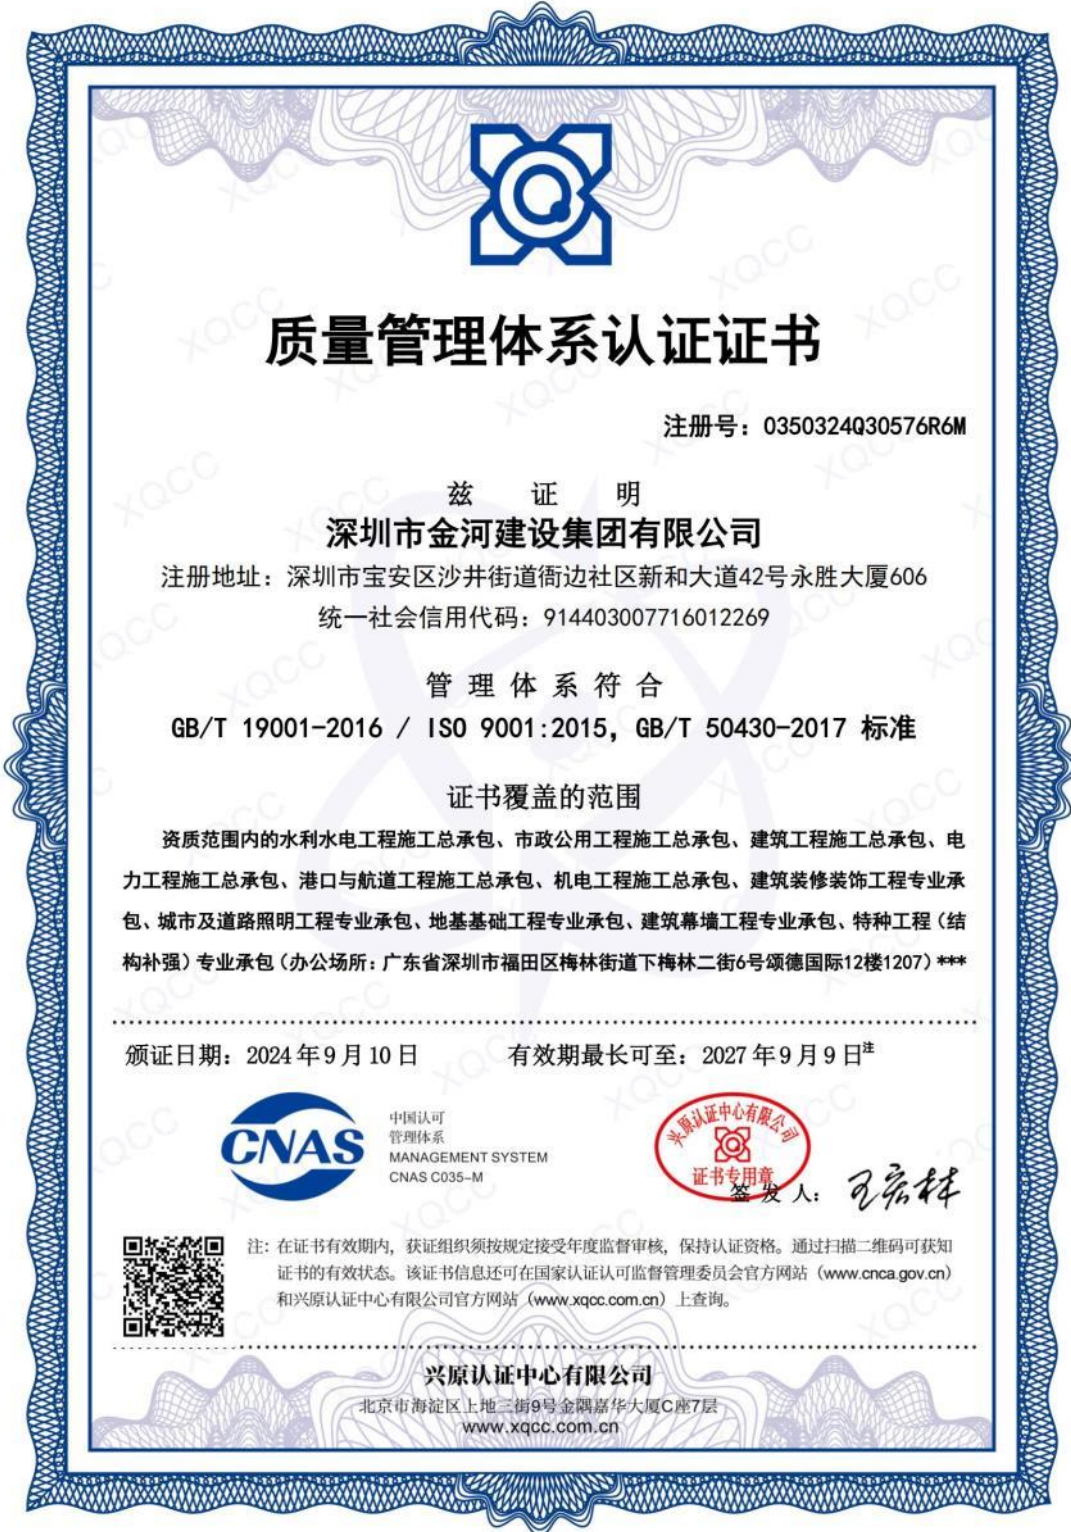 质量管理体系认证证书
注册号：0350324Q30576R6M
兹 证 明
深圳市金河建设集团有限公司
注册地址：深圳市宝安区沙井街道衙边社区新和大道42号永胜大厦606
统一社会信用代码：914403007716012269
管 理 体 系 符 合
GB/T 19001-2016 / ISO 9001:2015, GB/T 50430-2017 标准
证书覆盖的范围
资质范围内的水利水电工程施工总承包、市政公用工程施工总承包、建筑工程施工总承包、电
力工程施工总承包、港口与航道工程施工总承包、机电工程施工总承包、建筑装修装饰工程专业承
包、城市及道路照明工程专业承包、地基基础工程专业承包、建筑幕墙工程专业承包、特种工程（结
构补强）专业承包（办公场所：广东省深圳市福田区梅林街道下梅林二街6号颂德国际12楼1207）***
颁证日期：2024年9月10日 有效期最长可至：2027年9月9日注
CNAS
中国认可
管理体系
MANAGEMENT SYSTEM
CNAS C035-M
兴原认证中心有限公司
证书专用章
签 发 人：王宏林
注：在证书有效期内，获证组织须按规定接受年度监督审核，保持认证资格。通过扫描二维码可获知
证书的有效状态。该证书信息还可在国家认证认可监督管理委员会官方网站（www.cnca.gov.cn）
和兴原认证中心有限公司官方网站（www.xqcc.com.cn）上查询。
兴原认证中心有限公司
北京市海淀区上地三街9号金隅嘉华大厦C座7层
www.xqcc.com.cn